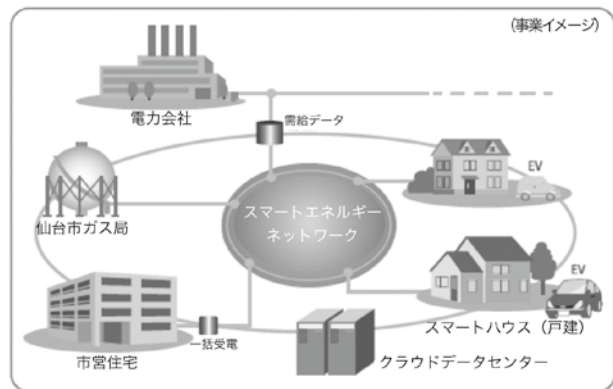 (事業イメージ)
電力会社
需給データ
EV
仙台市ガス局
スマートエネルギー
ネットワーク
EV
スマートハウス（戸建）
市営住宅
一括受電
クラウドデータセンター